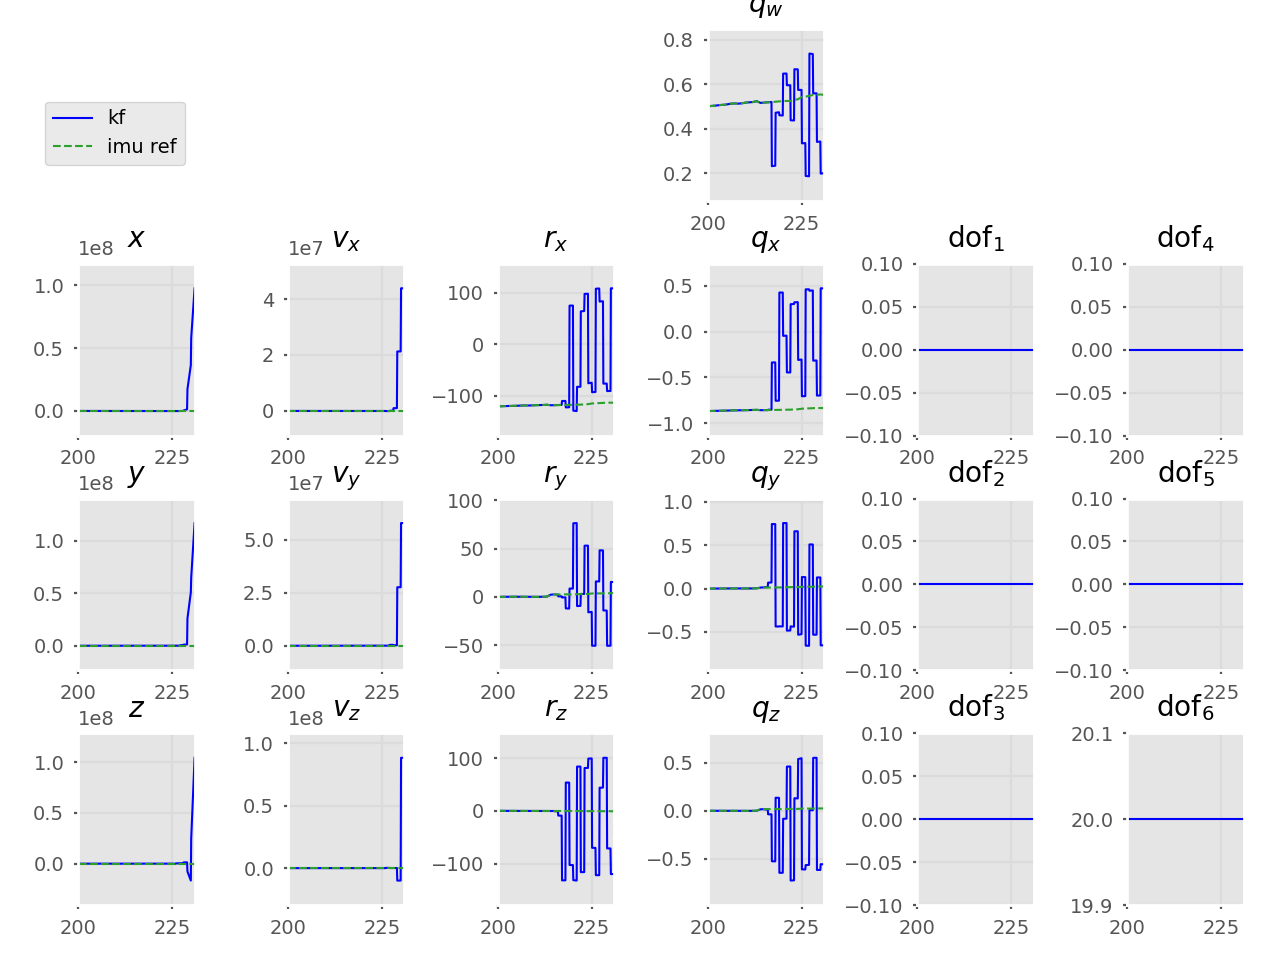 q_w
0.8
0.6
0.4
0.2
200 225
kf
imu ref
x v_x r_x q_x dof_1 dof_4
1e8 1e7
1.0 4 100 0.5 0.10 0.10
0.5 2 0 0.0 0.05 0.05
0.0 0 −100 −0.5 0.00 0.00
−1.0 −0.05 −0.05
−0.10 −0.10
200 225 200 225 200 225 200 225 200 225 200 225
y v_y r_y q_y dof_2 dof_5
1e8 1e7
1.0 5.0 100 1.0 0.10 0.10
0.5 2.5 50 0.5 0.05 0.05
0.0 0.0 0 0.0 0.00 0.00
−50 −0.5 −0.05 −0.05
−0.10 −0.10
200 225 200 225 200 225 200 225 200 225 200 225
z v_z r_z q_z dof_3 dof_6
1e8 1e8
1.0 1.0 100 0.5 0.10 20.1
0.5 0.5 0 0.0 0.05 20.0
0.0 0.0 −100 −0.5 0.00 19.9
−0.05
−0.10
200 225 200 225 200 225 200 225 200 225 200 225